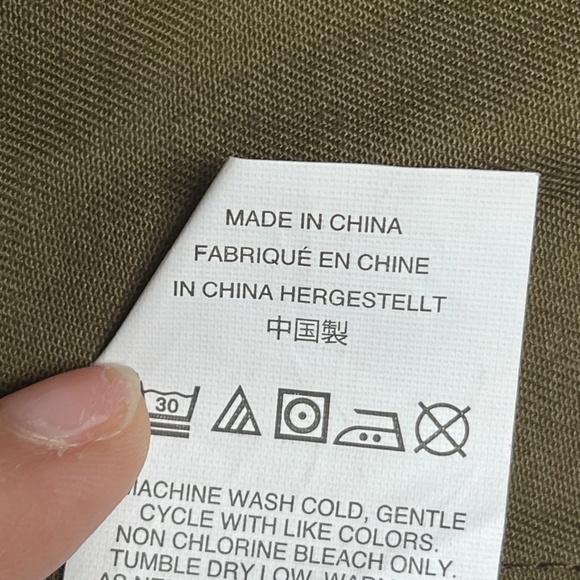 MADE IN CHINA
FABRIQUÉ EN CHINE
IN CHINA HERGESTELLT
中国製
30
MACHINE WASH COLD, GENTLE
CYCLE WITH LIKE COLORS.
NON CHLORINE BLEACH ONLY.
TUMBLE DRY LOW,